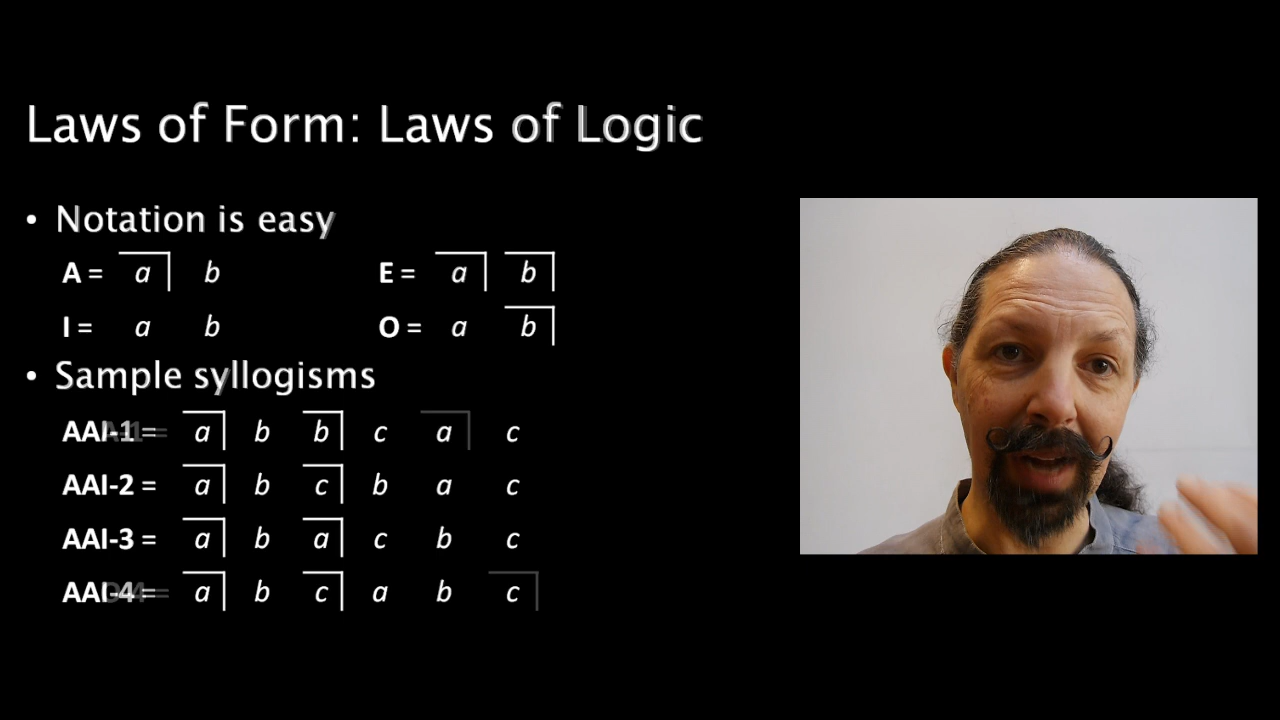 Laws of Form: Laws of Logic
• Notation is easy
A = a b E = a b
I = a b O = a b
• Sample syllogisms
AAI-1 = a b b c a c
AAI-2 = a b c b a c
AAI-3 = a b a c b c
AAI-4 = a b c a b c